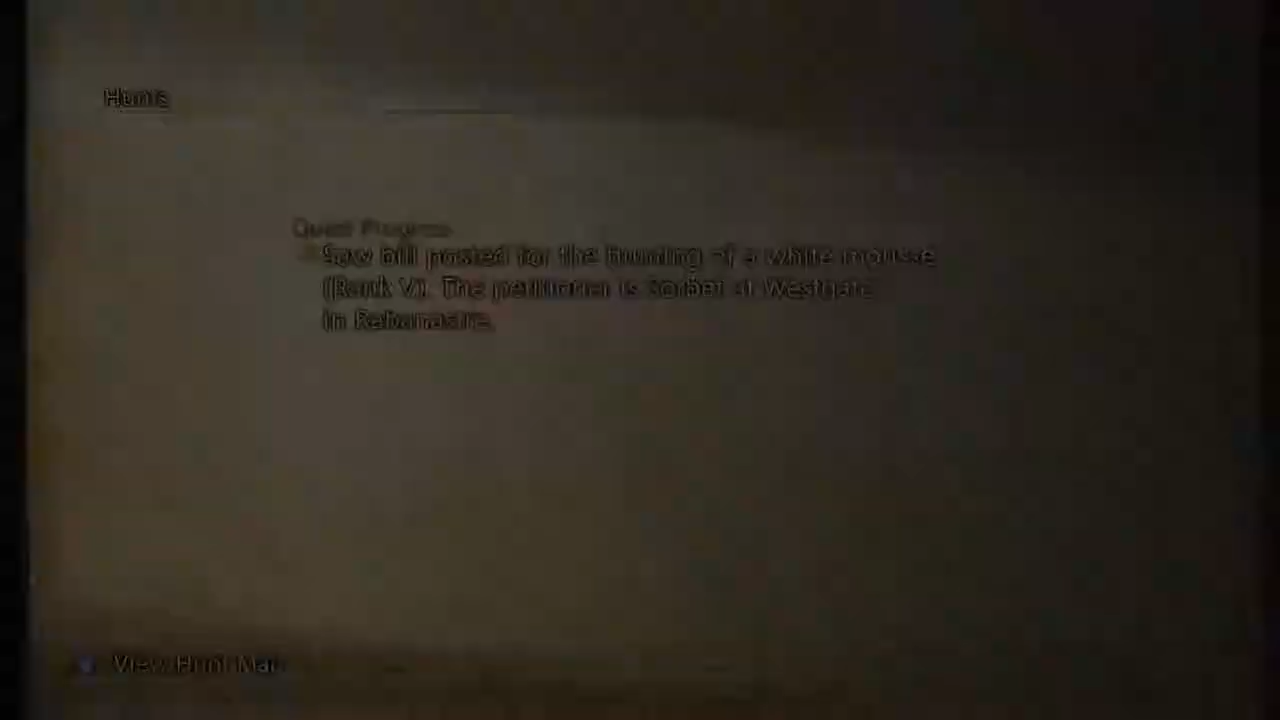 Hunts
Quest Progress
Saw bill posted for the hunting of a white mousse
(Rank V). The petitioner is Sorbet at Westgate
in Rabanastre.
View Hunt Map